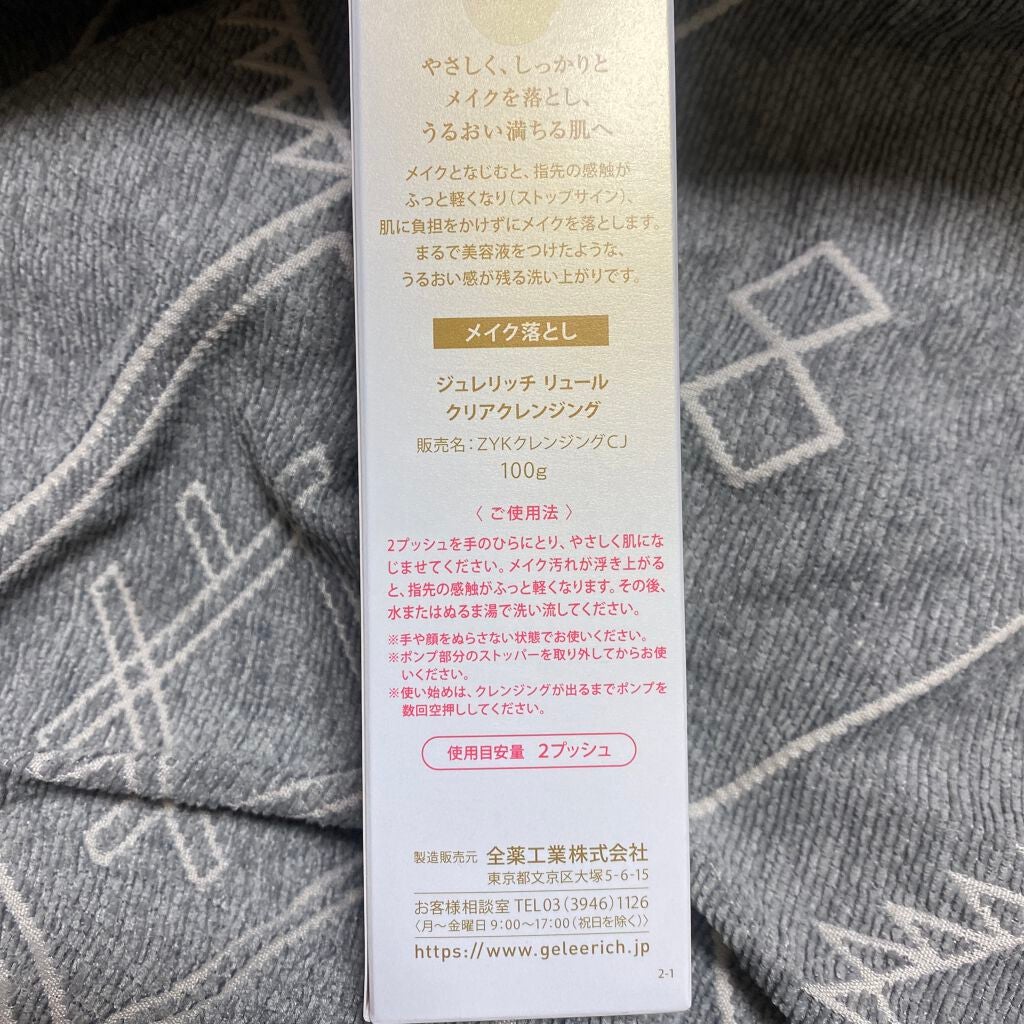 やさしく、しっかりと
メイクを落とし、
うるおい満ちる肌へ
メイクとなじむと、指先の感触が
ふっと軽くなり(ストップサイン)、
肌に負担をかけずにメイクを落とします。
まるで美容液をつけたような、
うるおい感が残る洗い上がりです。
メイク落とし
ジュレリッチ リュール
クリアクレンジング
販売名:ZYKクレンジングCJ
100g
〈 ご使用法 〉
2プッシュを手のひらにとり、やさしく肌にな
じませてください。メイク汚れが浮き上がる
と、指先の感触がふっと軽くなります。その後、
水またはぬるま湯で洗い流してください。
※手や顔をぬらさない状態でお使いください。
※ポンプ部分のストッパーを取り外してからお使
いください。
※使い始めは、クレンジングが出るまでポンプを
数回空押ししてください。
使用目安量 2プッシュ
製造販売元 全薬工業株式会社
東京都文京区大塚5-6-15
お客様相談室 TEL03(3946)1126
〈月〜金曜日 9:00〜17:00(祝日を除く)〉
https://www.geleerich.jp
2-1